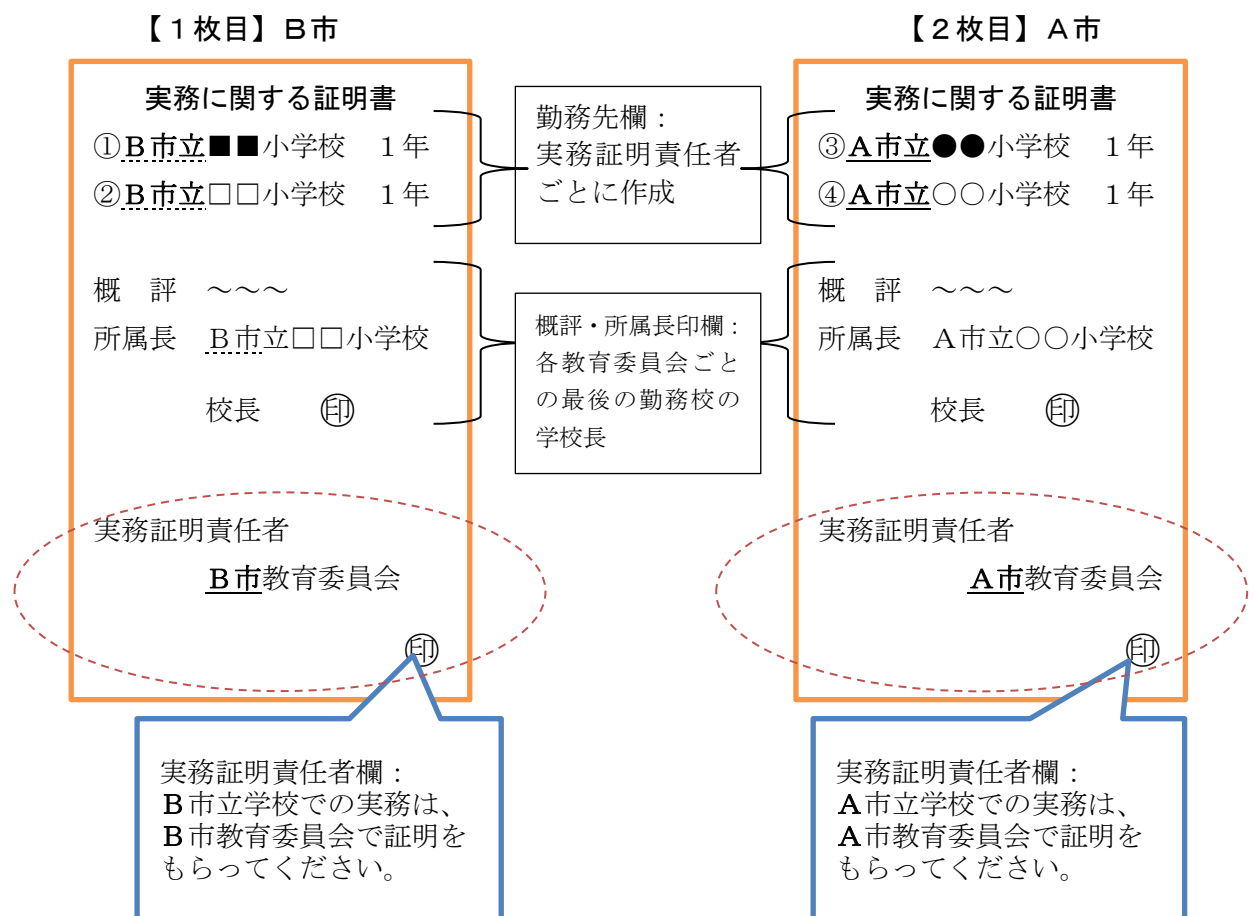 【１枚目】Ｂ市
実務に関する証明書
①Ｂ市立■■小学校　１年
②Ｂ市立□□小学校　１年
概　評　～～～
所属長　Ｂ市立□□小学校
校長　　㊞
実務証明責任者
Ｂ市教育委員会
㊞
実務証明責任者欄：
Ｂ市立学校での実務は、
Ｂ市教育委員会で証明を
もらってください。
勤務先欄：
実務証明責任者
ごとに作成
概評・所属長印欄：
各教育委員会ごと
の最後の勤務校の
学校長
【２枚目】Ａ市
実務に関する証明書
③Ａ市立●●小学校　１年
④Ａ市立○○小学校　１年
概　評　～～～
所属長　Ａ市立○○小学校
校長　　㊞
実務証明責任者
Ａ市教育委員会
㊞
実務証明責任者欄：
Ａ市立学校での実務は、
Ａ市教育委員会で証明を
もらってください。